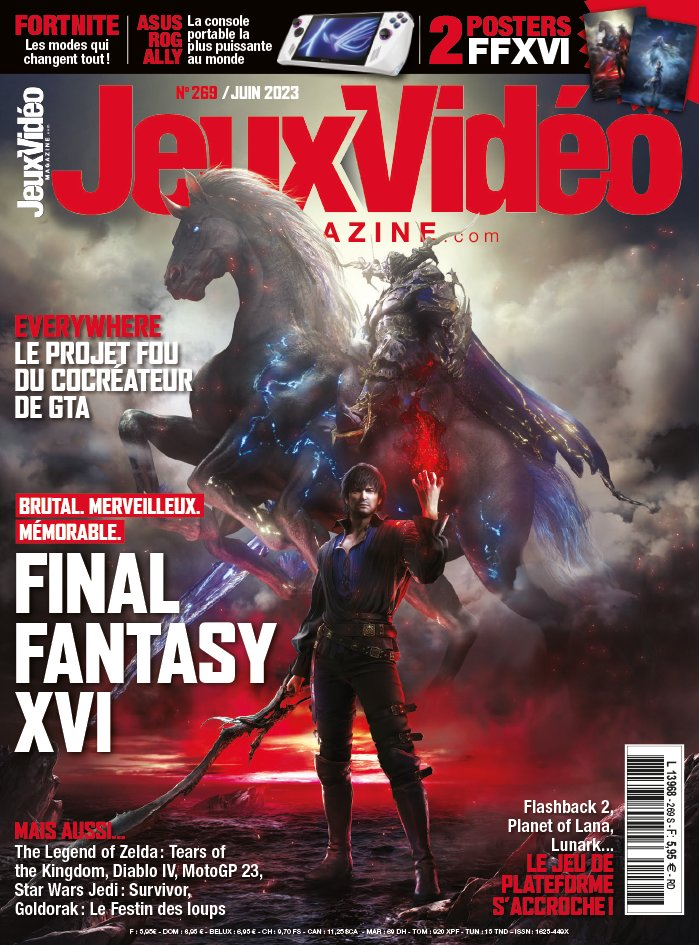 FORTNITE
Les modes qui
changent tout !
ASUS
ROG
ALLY
La console
portable la
plus puissante
au monde
2 POSTERS
FFXVI
N° 269 / JUIN 2023
JeuxVidéo
MAGAZINE.com
JeuxVidéo
AZINE.com
EVERYWHERE
LE PROJET FOU
DU COCRÉATEUR
DE GTA
BRUTAL. MERVEILLEUX.
MÉMORABLE.
FINAL
FANTASY
XVI
MAIS AUSSI...
The Legend of Zelda : Tears of
the Kingdom, Diablo IV, MotoGP 23,
Star Wars Jedi : Survivor,
Goldorak : Le Festin des loups
Flashback 2,
Planet of Lana,
Lunark...
LE JEU DE
PLATEFORME
S'ACCROCHE !
L 13968 - 269 S - F: 5,95 € - RD
F : 5,95€ - DOM : 6,95 € - BELUX : 6,95 € - CH : 9,70 FS - CAN : 11,25$CA - MAR : 69 DH - TOM : 920 XPF - TUN : 15 TND – ISSN : 1625-449X